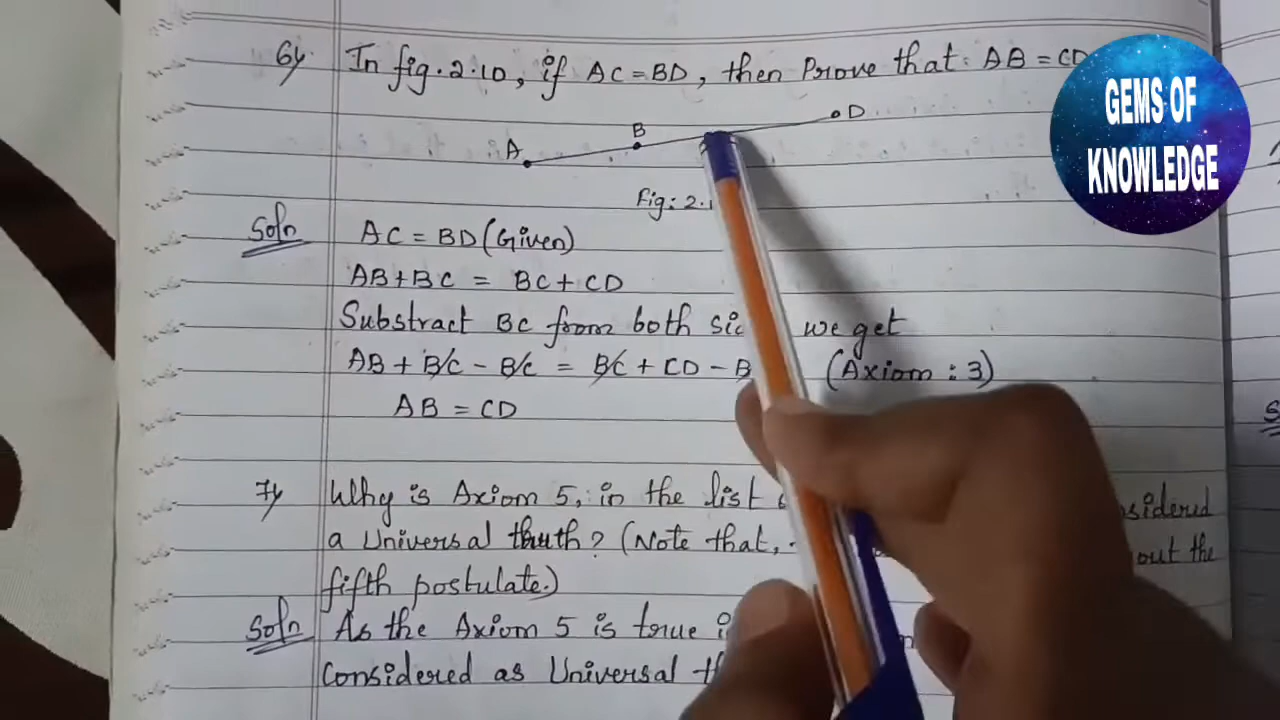 6) In fig.2.10, if AC = BD, then Prove that: AB = CD
GEMS OF
KNOWLEDGE
A B D
Fig: 2.1
Soln AC = BD (Given)
AB+BC = BC + CD
Substract BC from both we get
AB + BC - BC = BC + CD - B (Axiom : 3)
AB = CD
7) Why is Axiom 5, in the list
a Universal thuth? (Note that, out the
fifth postulate.)
Soln As the Axiom 5 is true
Considered as Universal